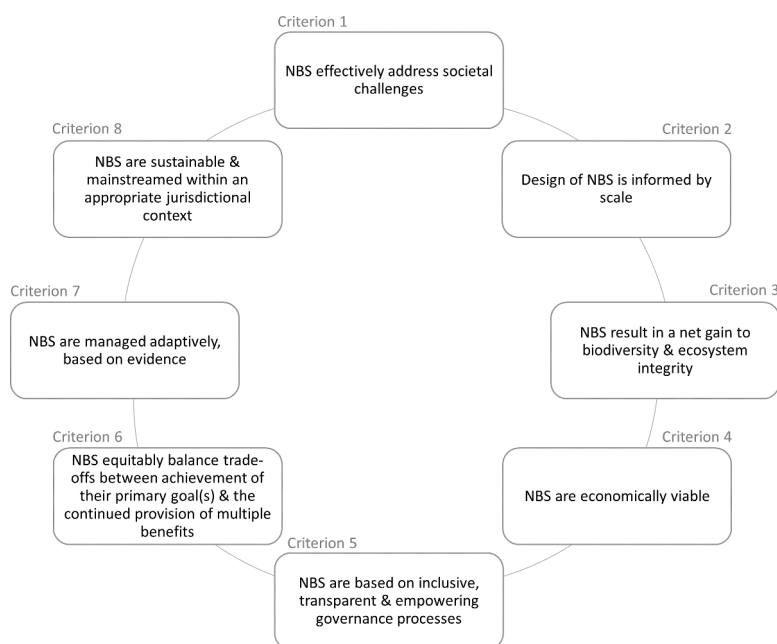 Criterion 1
NBS effectively address societal
challenges
Criterion 2
Design of NBS is informed by
scale
Criterion 3
NBS result in a net gain to
biodiversity & ecosystem
integrity
Criterion 4
NBS are economically viable
Criterion 5
NBS are based on inclusive,
transparent & empowering
governance processes
Criterion 6
NBS equitably balance trade-
offs between achievement of
their primary goal(s) & the
continued provision of multiple
benefits
Criterion 7
NBS are managed adaptively,
based on evidence
Criterion 8
NBS are sustainable &
mainstreamed within an
appropriate jurisdictional
context